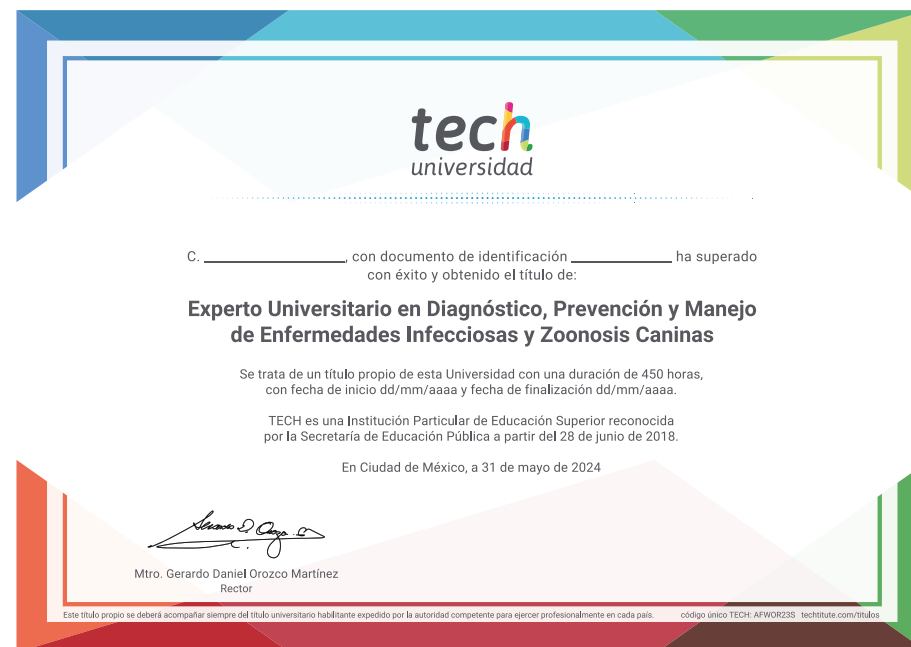 tech
universidad
C. ____________________, con documento de identificación ______________ ha superado
con éxito y obtenido el título de:
Experto Universitario en Diagnóstico, Prevención y Manejo
de Enfermedades Infecciosas y Zoonosis Caninas
Se trata de un título propio de esta Universidad con una duración de 450 horas,
con fecha de inicio dd/mm/aaaa y fecha de finalización dd/mm/aaaa.
TECH es una Institución Particular de Educación Superior reconocida
por la Secretaría de Educación Pública a partir del 28 de junio de 2018.
En Ciudad de México, a 31 de mayo de 2024
Mtro. Gerardo Daniel Orozco Martínez
Rector
Este título propio se deberá acompañar siempre del título universitario habilitante expedido por la autoridad competente para ejercer profesionalmente en cada país. código único TECH: AFWOR23S techtitute.com/titulos